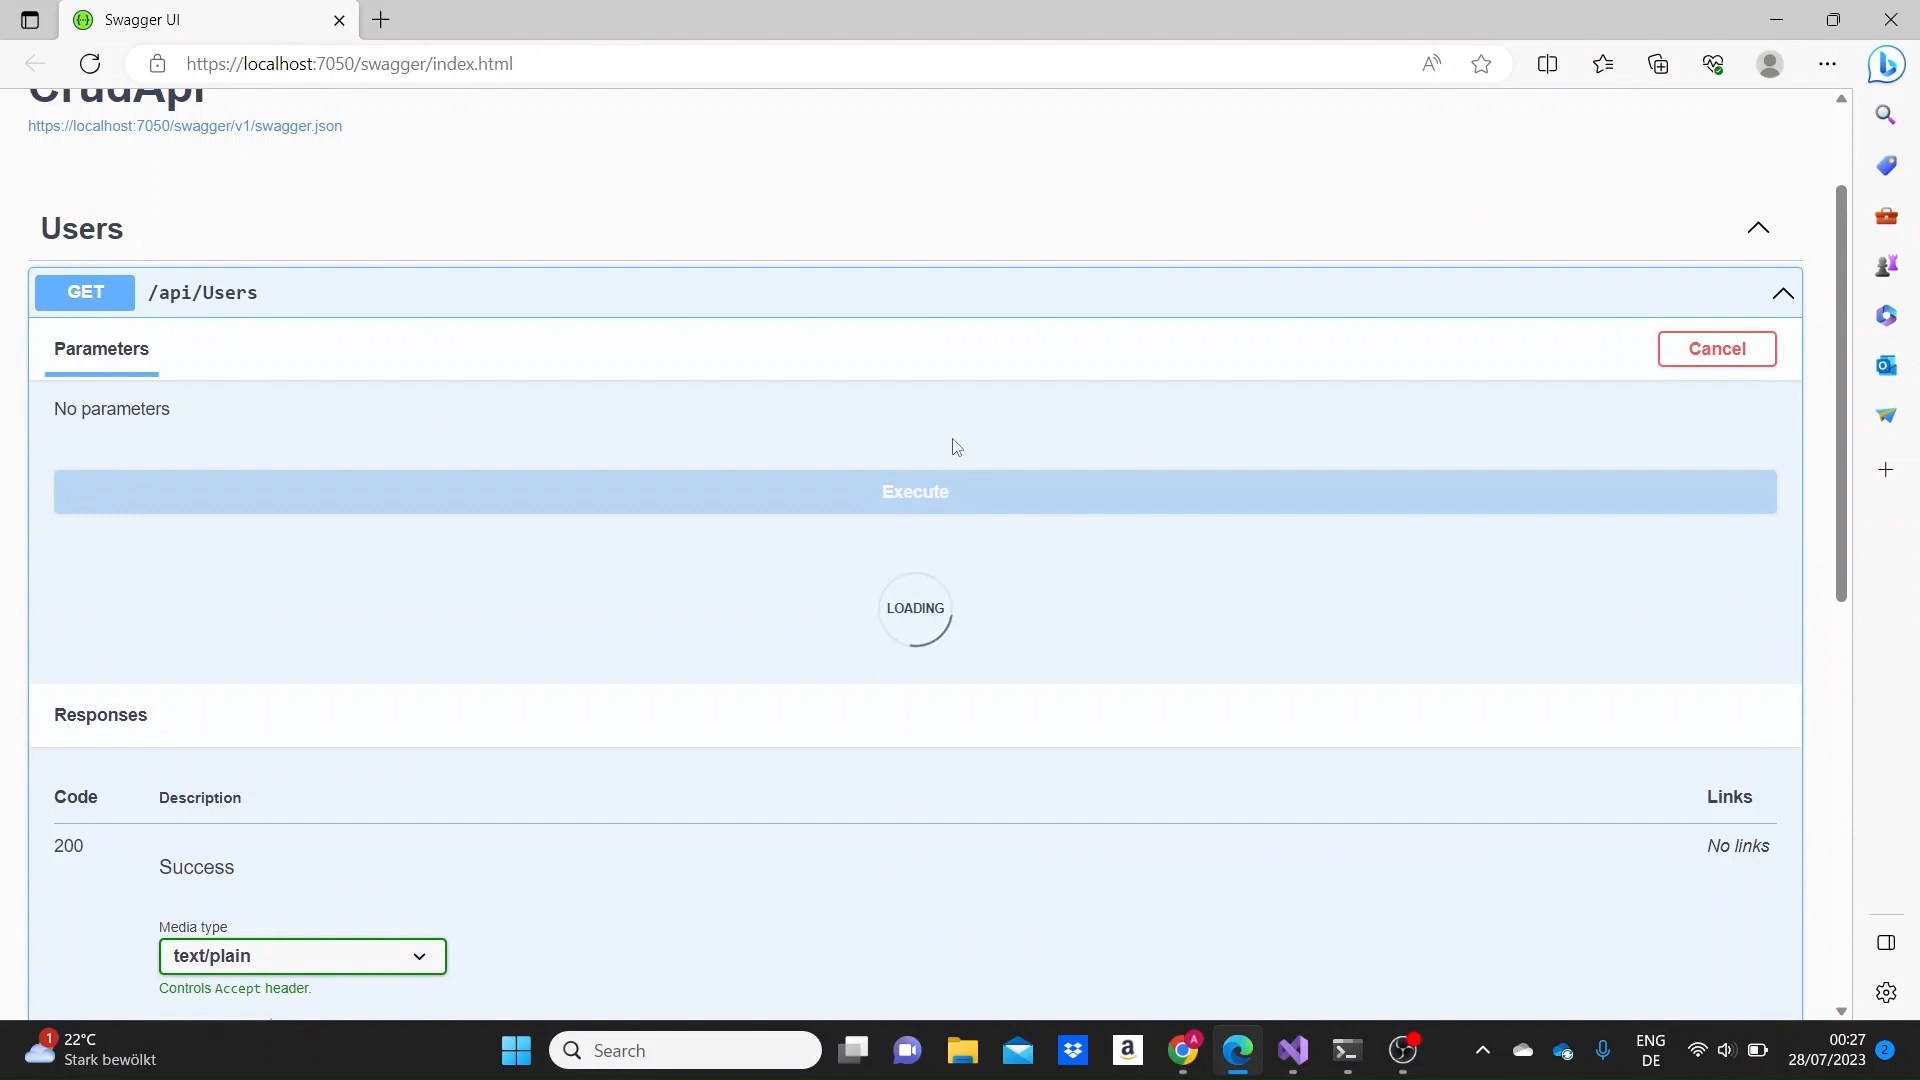 Swagger UI
https://localhost:7050/swagger/index.html
CrudApi
https://localhost:7050/swagger/v1/swagger.json
Users
GET /api/Users
Parameters
Cancel
No parameters
Execute
LOADING
Responses
Code Description Links
200 No links
Success
Media type
text/plain
Controls Accept header.
1 22°C
Stark bewölkt
Search
A
a
ENG
DE
00:27
28/07/2023
2